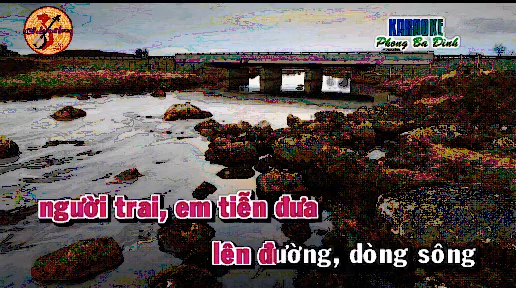 KARAOKE
Phong Ba Đình
người trai, em tiễn đưa
lên đường, dòng sông